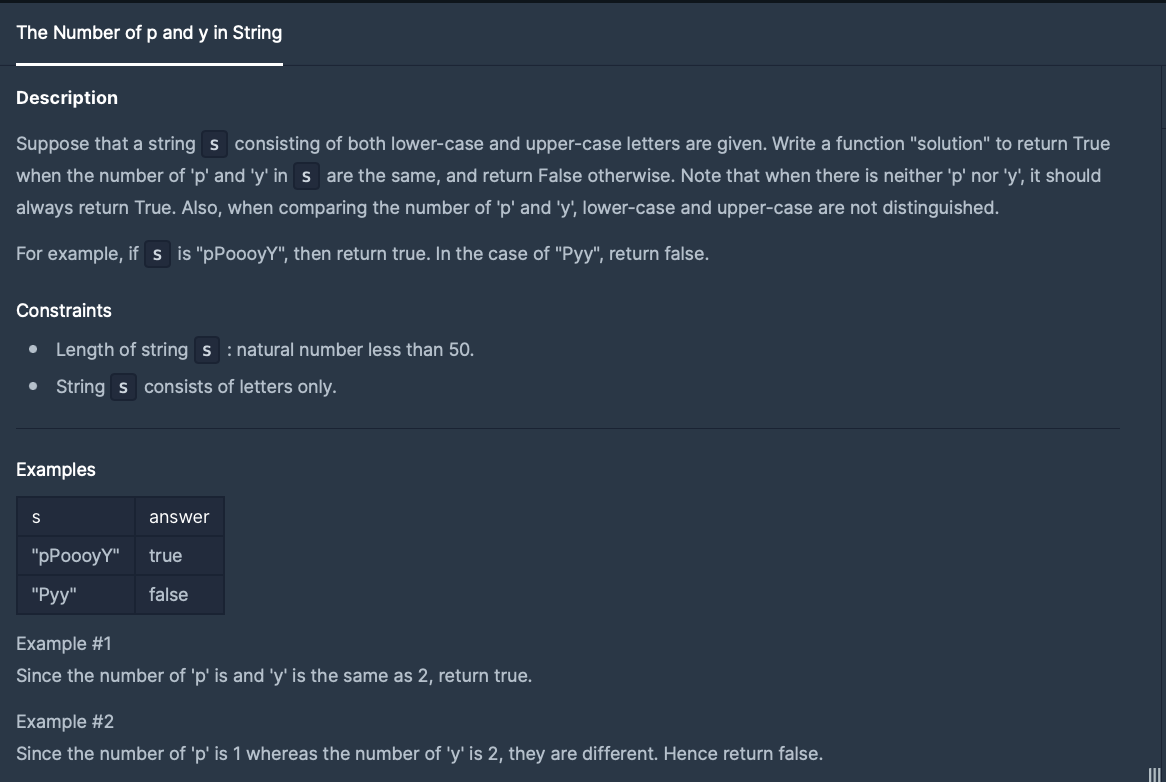 The Number of p and y in String
Description
Suppose that a string s consisting of both lower-case and upper-case letters are given. Write a function "solution" to return True
when the number of 'p' and 'y' in s are the same, and return False otherwise. Note that when there is neither 'p' nor 'y', it should
always return True. Also, when comparing the number of 'p' and 'y', lower-case and upper-case are not distinguished.
For example, if s is "pPoooyY", then return true. In the case of "Pyy", return false.
Constraints
Length of string s : natural number less than 50.
String s consists of letters only.
Examples
s answer
"pPoooyY" true
"Pyy" false
Example #1
Since the number of 'p' is and 'y' is the same as 2, return true.
Example #2
Since the number of 'p' is 1 whereas the number of 'y' is 2, they are different. Hence return false.